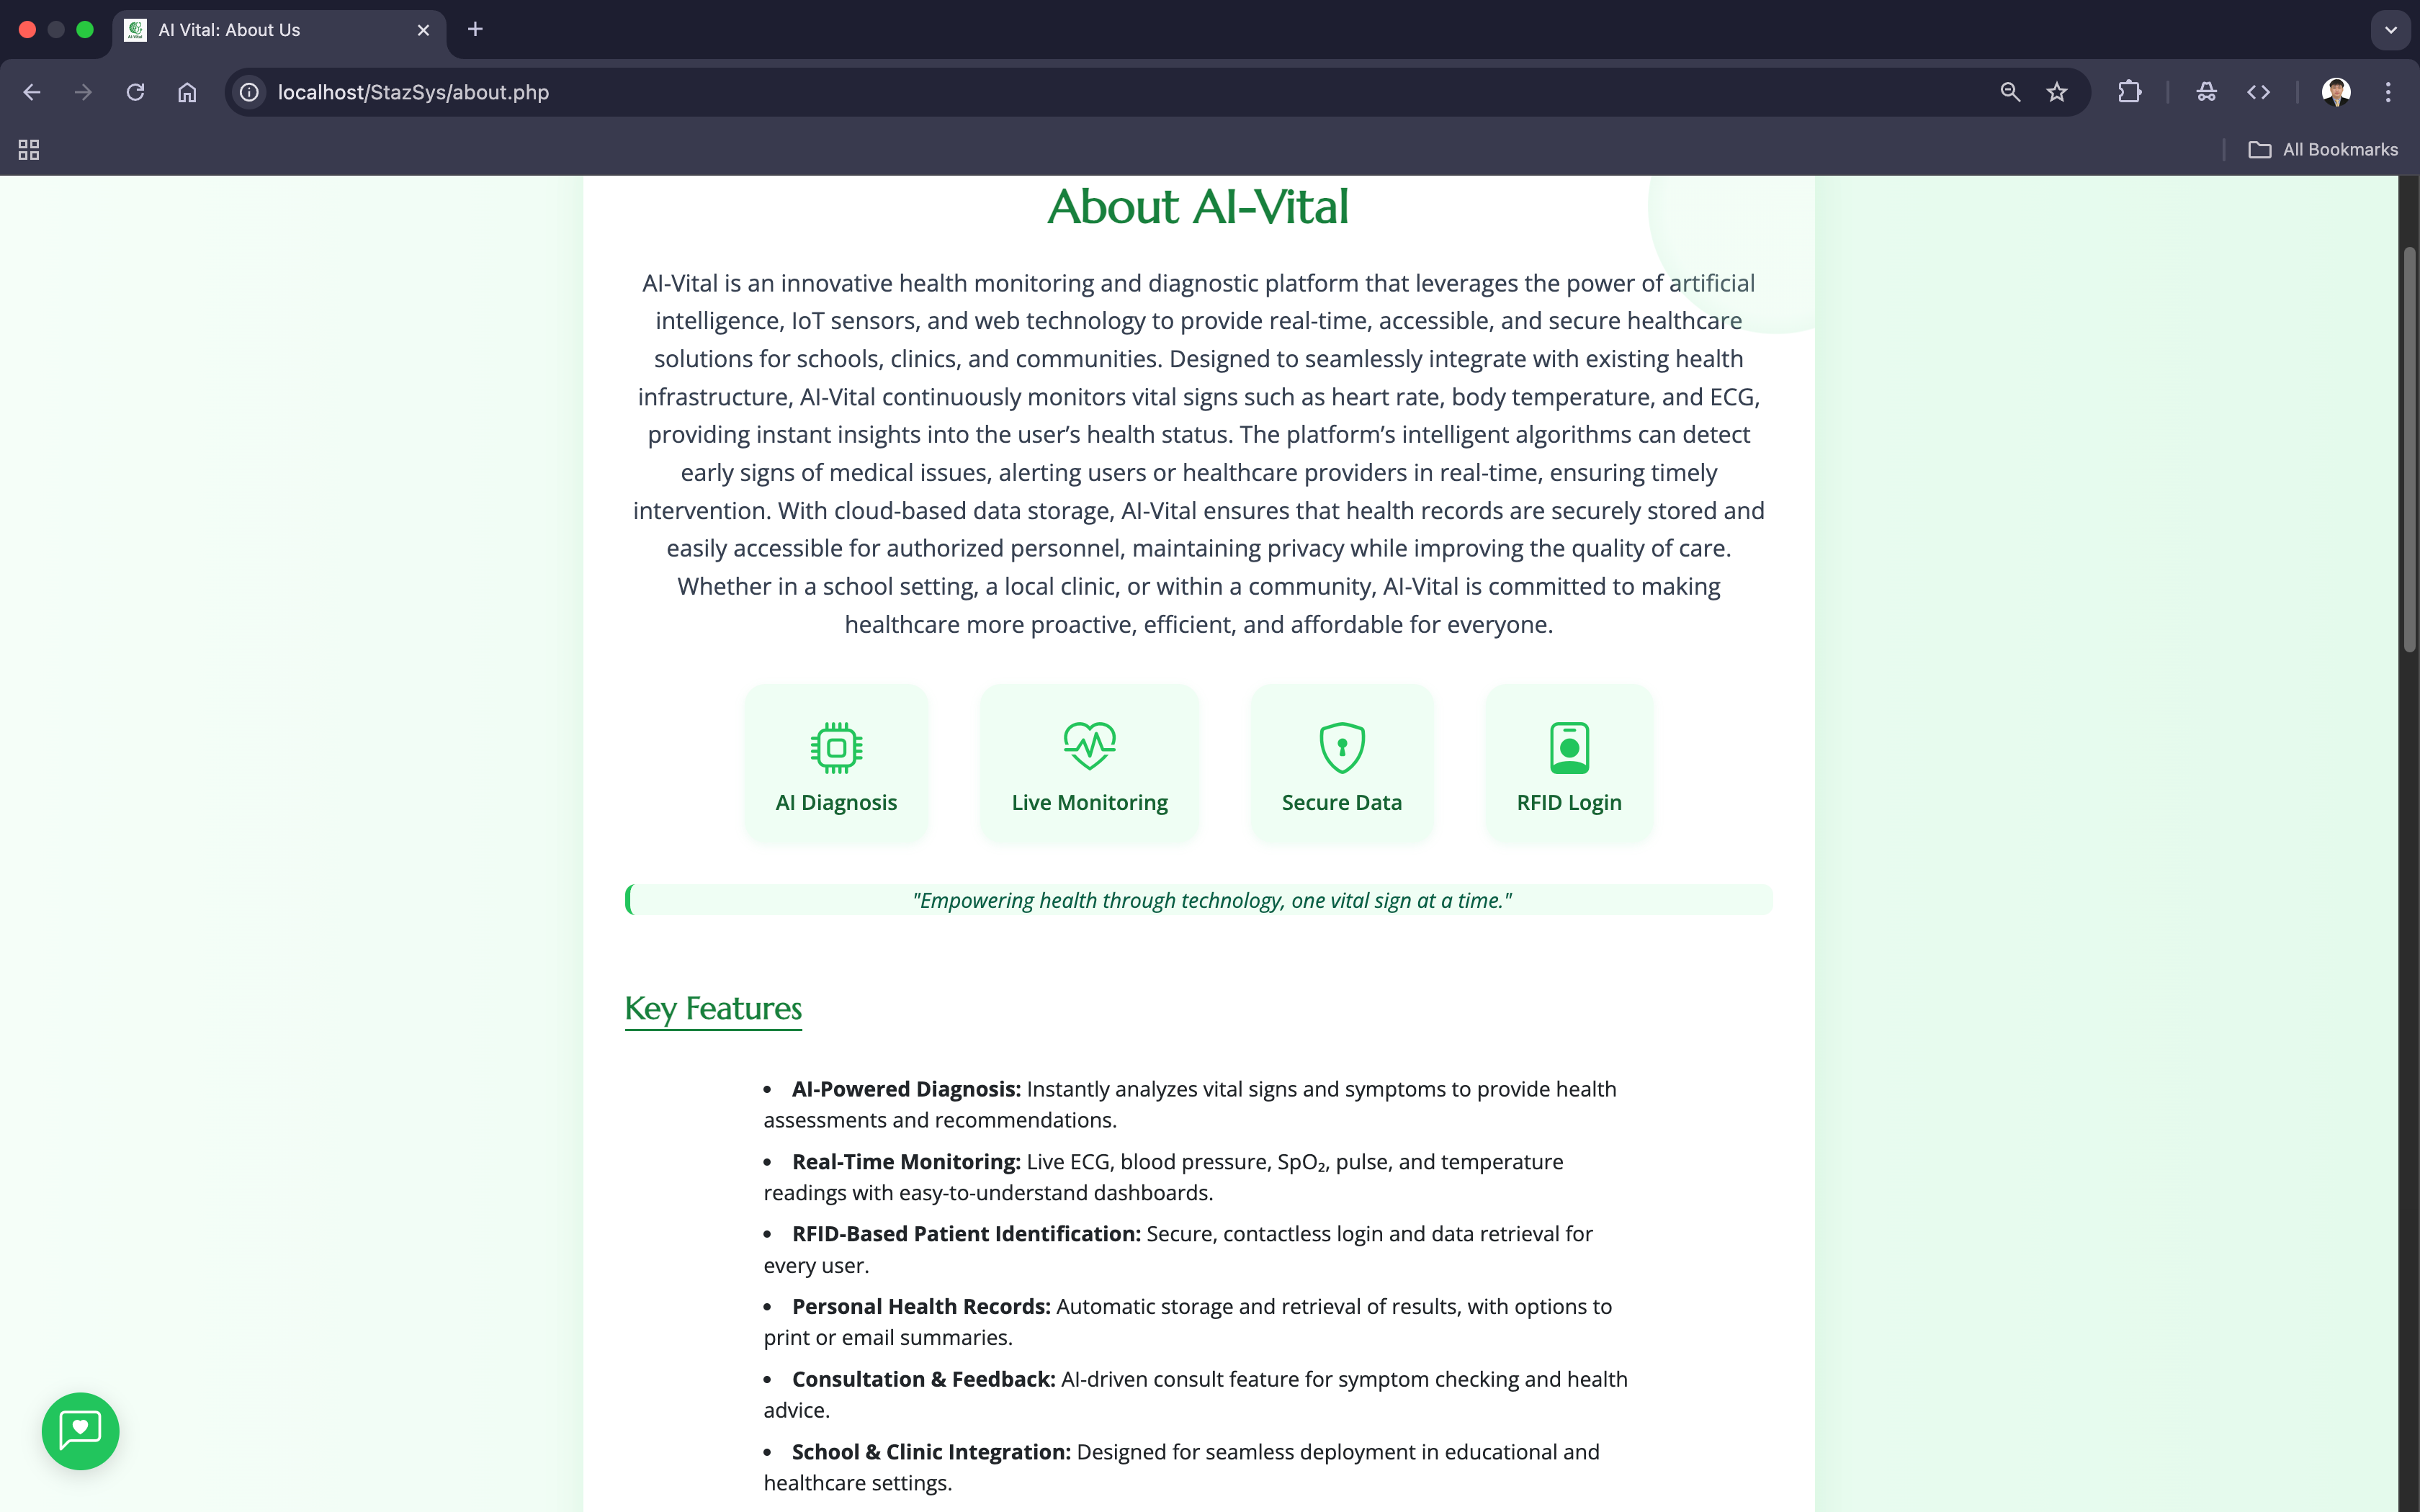 AI Vital: About Us
localhost/StazSys/about.php
All Bookmarks
About AI-Vital
AI-Vital is an innovative health monitoring and diagnostic platform that leverages the power of artificial
intelligence, IoT sensors, and web technology to provide real-time, accessible, and secure healthcare
solutions for schools, clinics, and communities. Designed to seamlessly integrate with existing health
infrastructure, AI-Vital continuously monitors vital signs such as heart rate, body temperature, and ECG,
providing instant insights into the user’s health status. The platform’s intelligent algorithms can detect
early signs of medical issues, alerting users or healthcare providers in real-time, ensuring timely
intervention. With cloud-based data storage, AI-Vital ensures that health records are securely stored and
easily accessible for authorized personnel, maintaining privacy while improving the quality of care.
Whether in a school setting, a local clinic, or within a community, AI-Vital is committed to making
healthcare more proactive, efficient, and affordable for everyone.
AI Diagnosis
Live Monitoring
Secure Data
RFID Login
"Empowering health through technology, one vital sign at a time."
Key Features
• AI-Powered Diagnosis: Instantly analyzes vital signs and symptoms to provide health
assessments and recommendations.
• Real-Time Monitoring: Live ECG, blood pressure, SpO₂, pulse, and temperature
readings with easy-to-understand dashboards.
• RFID-Based Patient Identification: Secure, contactless login and data retrieval for
every user.
• Personal Health Records: Automatic storage and retrieval of results, with options to
print or email summaries.
• Consultation & Feedback: AI-driven consult feature for symptom checking and health
advice.
• School & Clinic Integration: Designed for seamless deployment in educational and
healthcare settings.